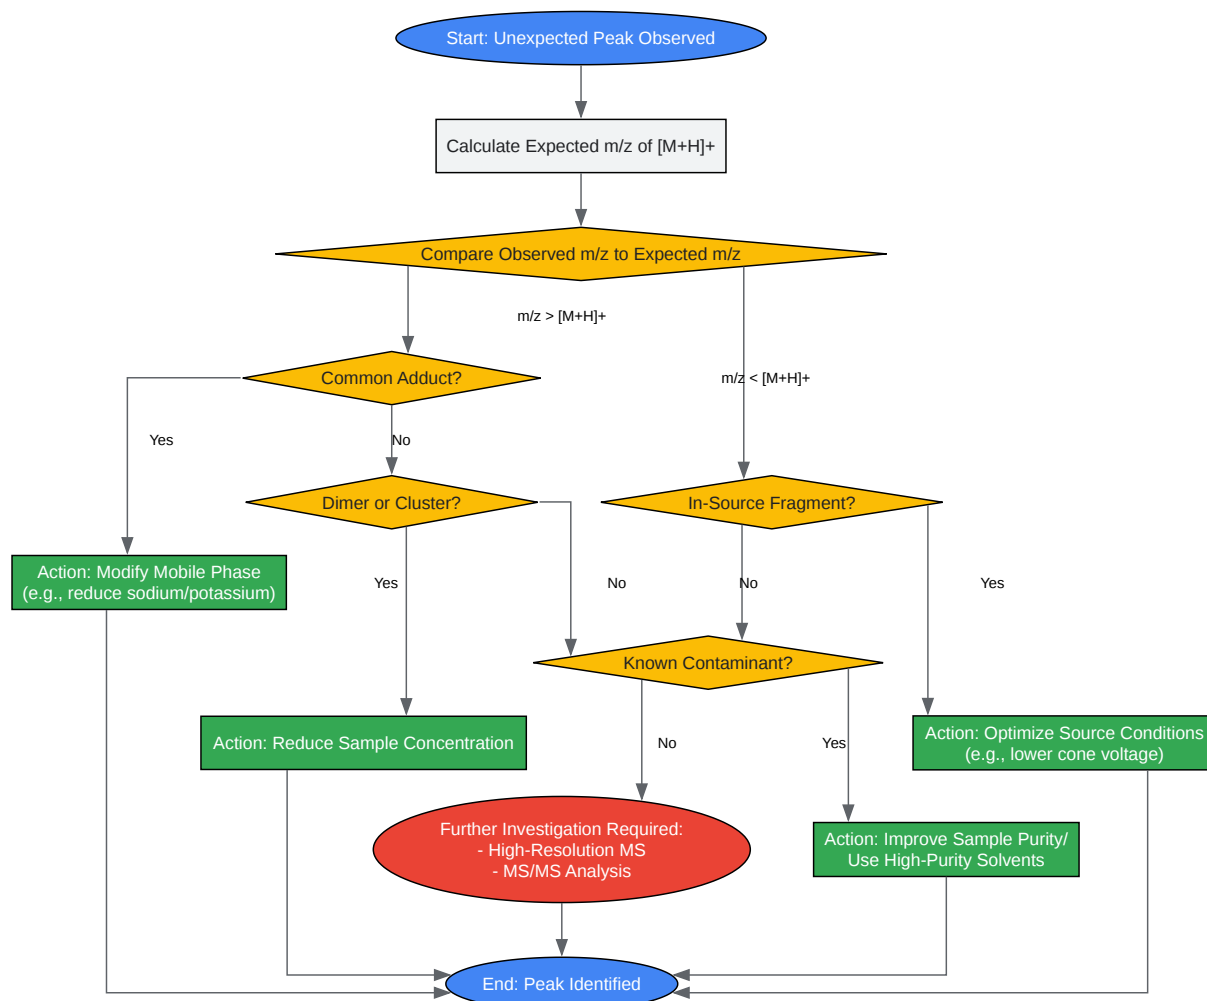 Start: Unexpected Peak Observed
Calculate Expected m/z of [M+H]+
Compare Observed m/z to Expected m/z
m/z > [M+H]+
Common Adduct?
m/z < [M+H]+
Yes
No
Dimer or Cluster?
In-Source Fragment?
Action: Modify Mobile Phase
(e.g., reduce sodium/potassium)
Yes
No
No
Yes
Known Contaminant?
Action: Reduce Sample Concentration
No
Yes
Action: Optimize Source Conditions
(e.g., lower cone voltage)
Further Investigation Required:
- High-Resolution MS
- MS/MS Analysis
Action: Improve Sample Purity/
Use High-Purity Solvents
End: Peak Identified